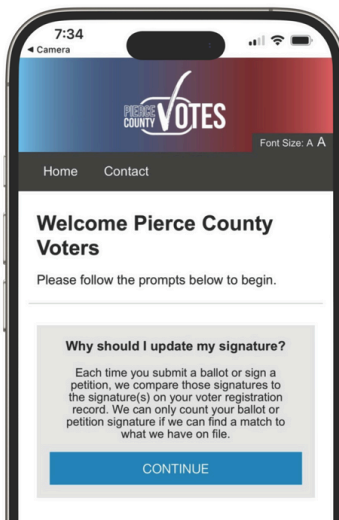 7:34
◀ Camera
PIERCE
COUNTY VOTES
Font Size: A A
Home Contact
Welcome Pierce County
Voters
Please follow the prompts below to begin.
Why should I update my signature?
Each time you submit a ballot or sign a
petition, we compare those signatures to
the signature(s) on your voter registration
record. We can only count your ballot or
petition signature if we can find a match to
what we have on file.
CONTINUE